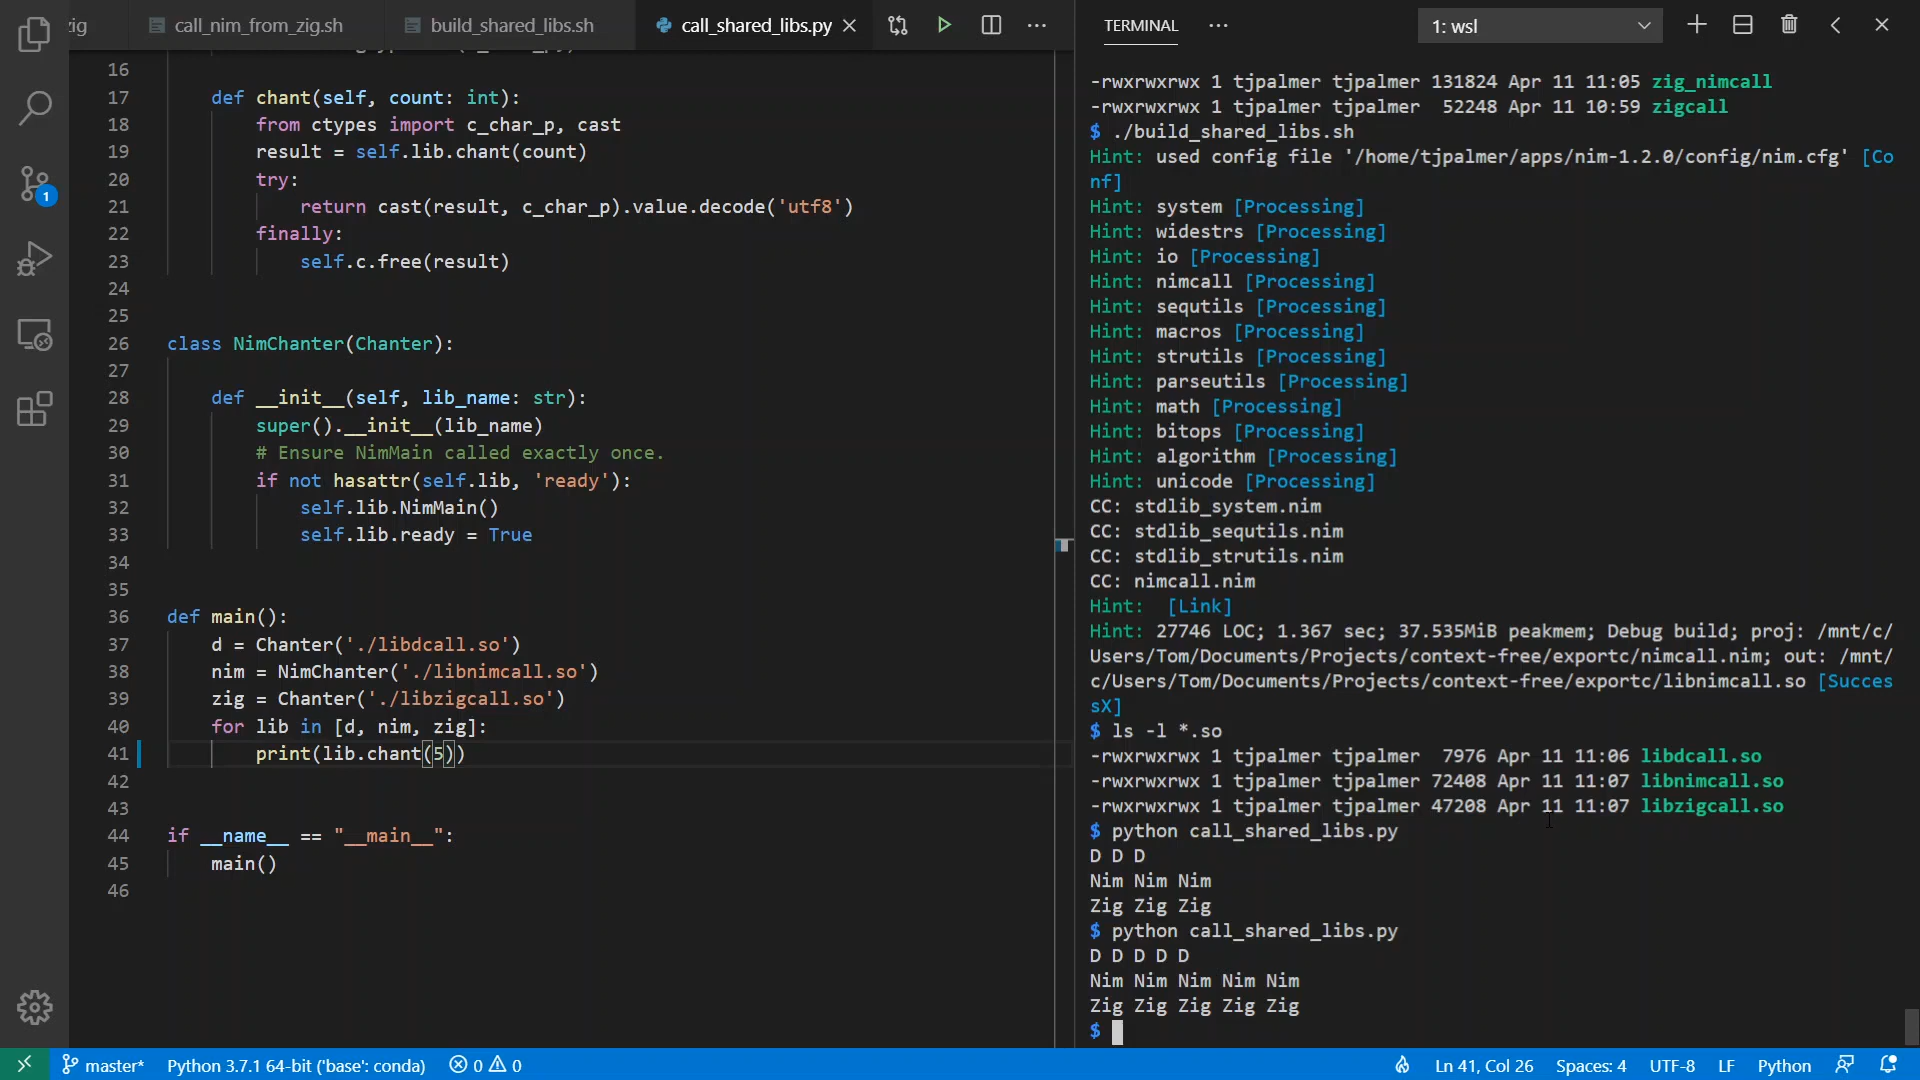 zig
call_nim_from_zig.sh
build_shared_libs.sh
call_shared_libs.py
16
17 def chant(self, count: int):
18 from ctypes import c_char_p, cast
19 result = self.lib.chant(count)
20 try:
21 return cast(result, c_char_p).value.decode('utf8')
22 finally:
23 self.c.free(result)
24
25
26 class NimChanter(Chanter):
27
28 def __init__(self, lib_name: str):
29 super().__init__(lib_name)
30 # Ensure NimMain called exactly once.
31 if not hasattr(self.lib, 'ready'):
32 self.lib.NimMain()
33 self.lib.ready = True
34
35
36 def main():
37 d = Chanter('./libdcall.so')
38 nim = NimChanter('./libnimcall.so')
39 zig = Chanter('./libzigcall.so')
40 for lib in [d, nim, zig]:
41 print(lib.chant(5))
42
43
44 if __name__ == "__main__":
45 main()
46
TERMINAL
1: wsl
-rwxrwxrwx 1 tjpalmer tjpalmer 131824 Apr 11 11:05 zig_nimcall
-rwxrwxrwx 1 tjpalmer tjpalmer 52248 Apr 11 10:59 zigcall
$ ./build_shared_libs.sh
Hint: used config file '/home/tjpalmer/apps/nim-1.2.0/config/nim.cfg' [Co
nf]
Hint: system [Processing]
Hint: widestrs [Processing]
Hint: io [Processing]
Hint: nimcall [Processing]
Hint: sequtils [Processing]
Hint: macros [Processing]
Hint: strutils [Processing]
Hint: parseutils [Processing]
Hint: math [Processing]
Hint: bitops [Processing]
Hint: algorithm [Processing]
Hint: unicode [Processing]
CC: stdlib_system.nim
CC: stdlib_sequtils.nim
CC: stdlib_strutils.nim
CC: nimcall.nim
Hint:  [Link]
Hint: 27746 LOC; 1.367 sec; 37.535MiB peakmem; Debug build; proj: /mnt/c/
Users/Tom/Documents/Projects/context-free/exportc/nimcall.nim; out: /mnt/
c/Users/Tom/Documents/Projects/context-free/exportc/libnimcall.so [Succes
sX]
$ ls -l *.so
-rwxrwxrwx 1 tjpalmer tjpalmer 7976 Apr 11 11:06 libdcall.so
-rwxrwxrwx 1 tjpalmer tjpalmer 72408 Apr 11 11:07 libnimcall.so
-rwxrwxrwx 1 tjpalmer tjpalmer 47208 Apr 11 11:07 libzigcall.so
$ python call_shared_libs.py
D D D
Nim Nim Nim
Zig Zig Zig
$ python call_shared_libs.py
D D D D D
Nim Nim Nim Nim Nim
Zig Zig Zig Zig Zig
$
1
master* Python 3.7.1 64-bit ('base': conda) 0 0 Ln 41, Col 26 Spaces: 4 UTF-8 LF Python